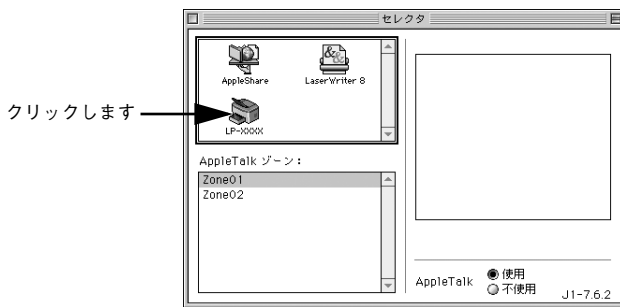 セレクタ
AppleShare
LaserWriter 8
クリックします
LP-XXXX
AppleTalk ゾーン：
Zone01
Zone02
AppleTalk
使用
不使用
J1-7.6.2